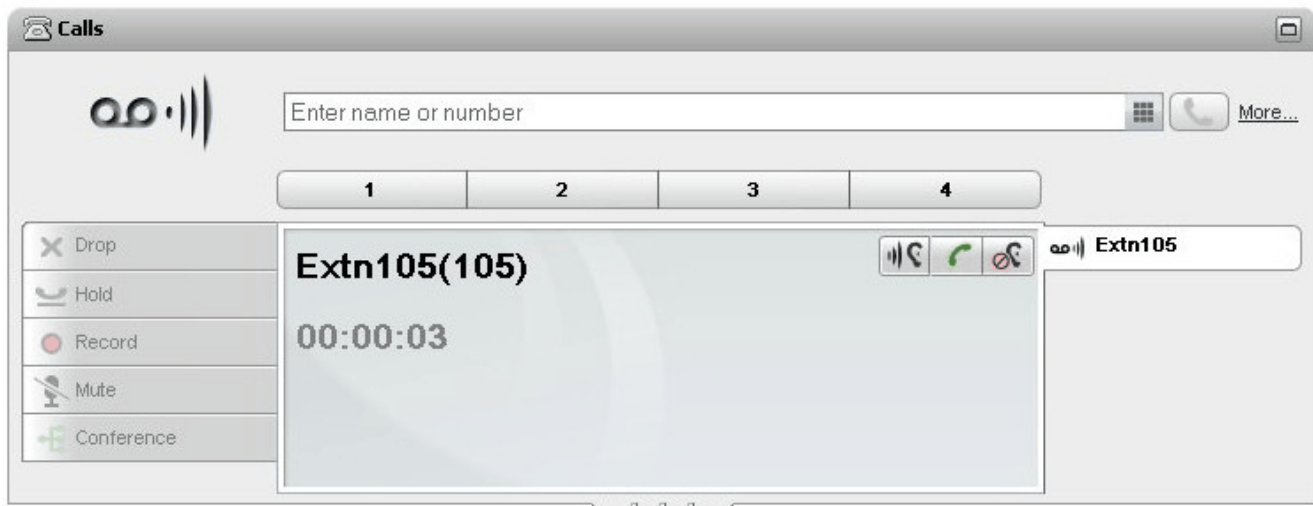 Calls
Enter name or number
More...
1 2 3 4
Drop
Hold
Record
Mute
Conference
Extn105(105)
00:00:03
Extn105